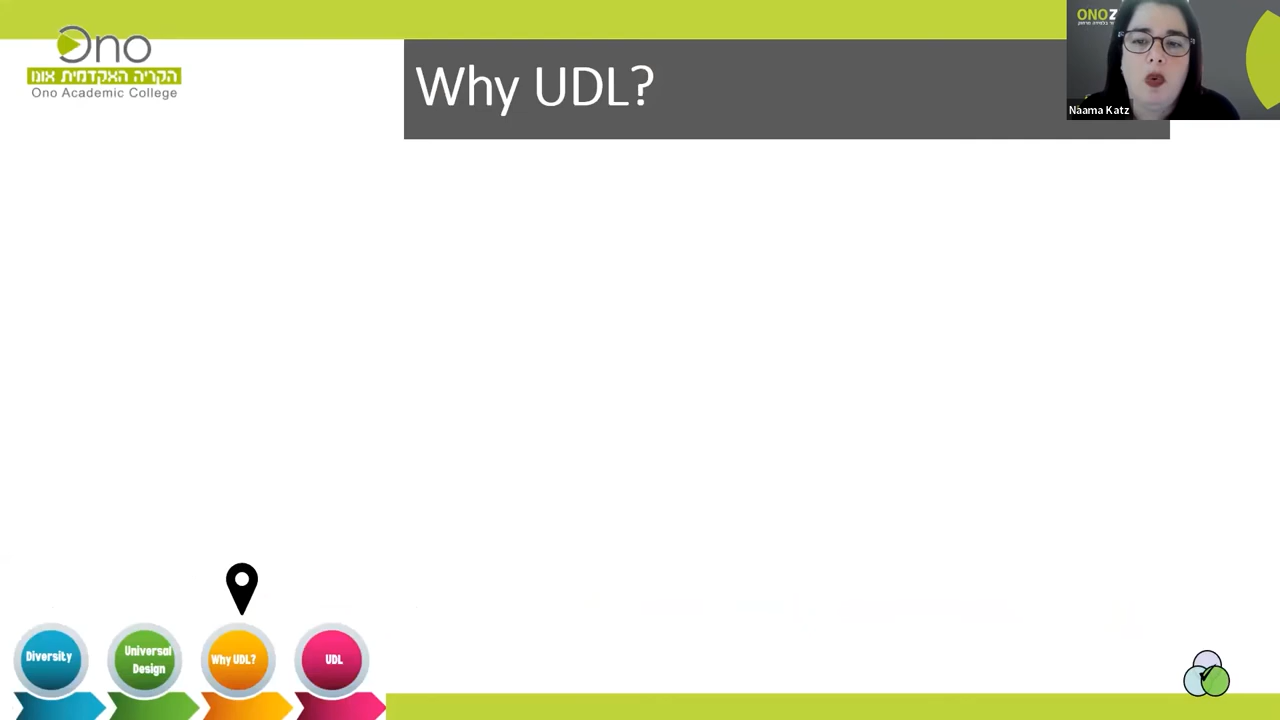 Ono
הקריה האקדמית אונו
Ono Academic College
Why UDL?
ONOZ
Naama Katz
Diversity
Universal
Design
Why UDL?
UDL